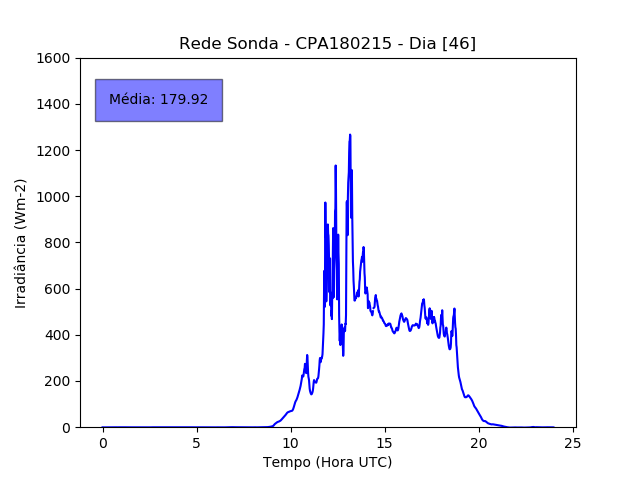 Rede Sonda - CPA180215 - Dia [46]
1600
1400
1200
1000
800
600
400
200
0
Média: 179.92
Irradiância (Wm-2)
0 5 10 15 20 25
Tempo (Hora UTC)